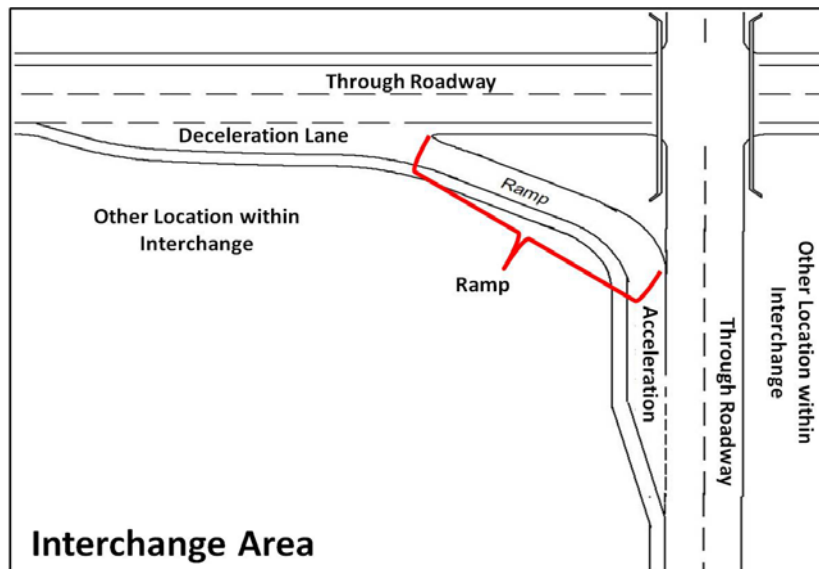 Through Roadway
Deceleration Lane
Ramp
Other Location within
Interchange
Ramp
Acceleration
Through Roadway
Other Location within
Interchange
Interchange Area